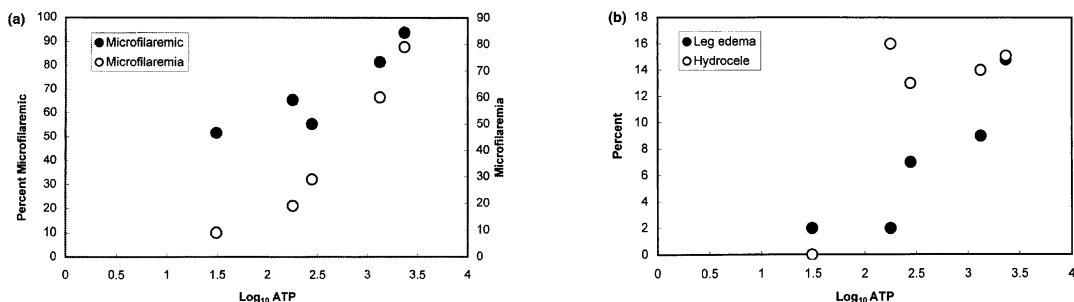 (a)
Microfilaremic
Microfilaremia
Percent Microfilaremic
100
90
80
70
60
50
40
30
20
10
0
90
80
70
60
50
40
30
20
10
0
Microfilaremia
0 0.5 1 1.5 2 2.5 3 3.5 4
Log10 ATP
(b)
Leg edema
Hydrocele
Percent
18
16
14
12
10
8
6
4
2
0
0 0.5 1 1.5 2 2.5 3 3.5 4
Log10 ATP